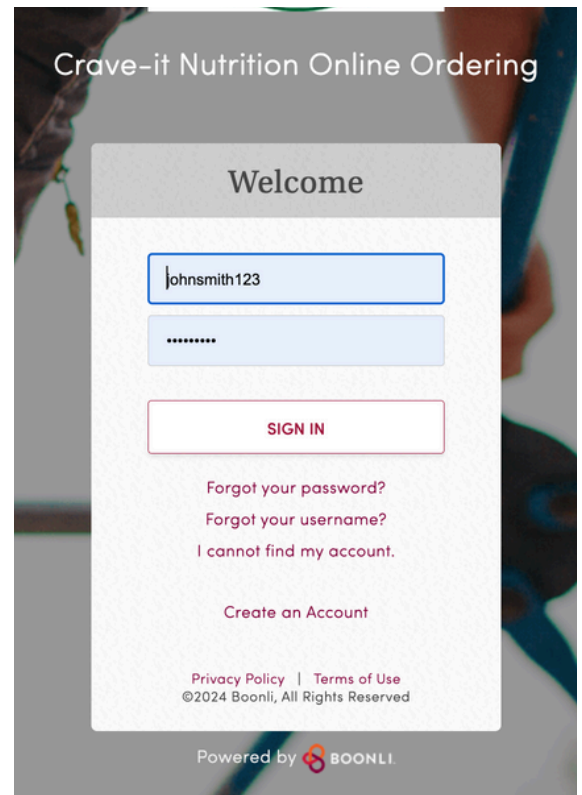 Crave-it Nutrition Online Ordering
Welcome
johnsmith123
•••••••••
SIGN IN
Forgot your password?
Forgot your username?
I cannot find my account.
Create an Account
Privacy Policy | Terms of Use
©2024 Boonli, All Rights Reserved
Powered by BOONLI.